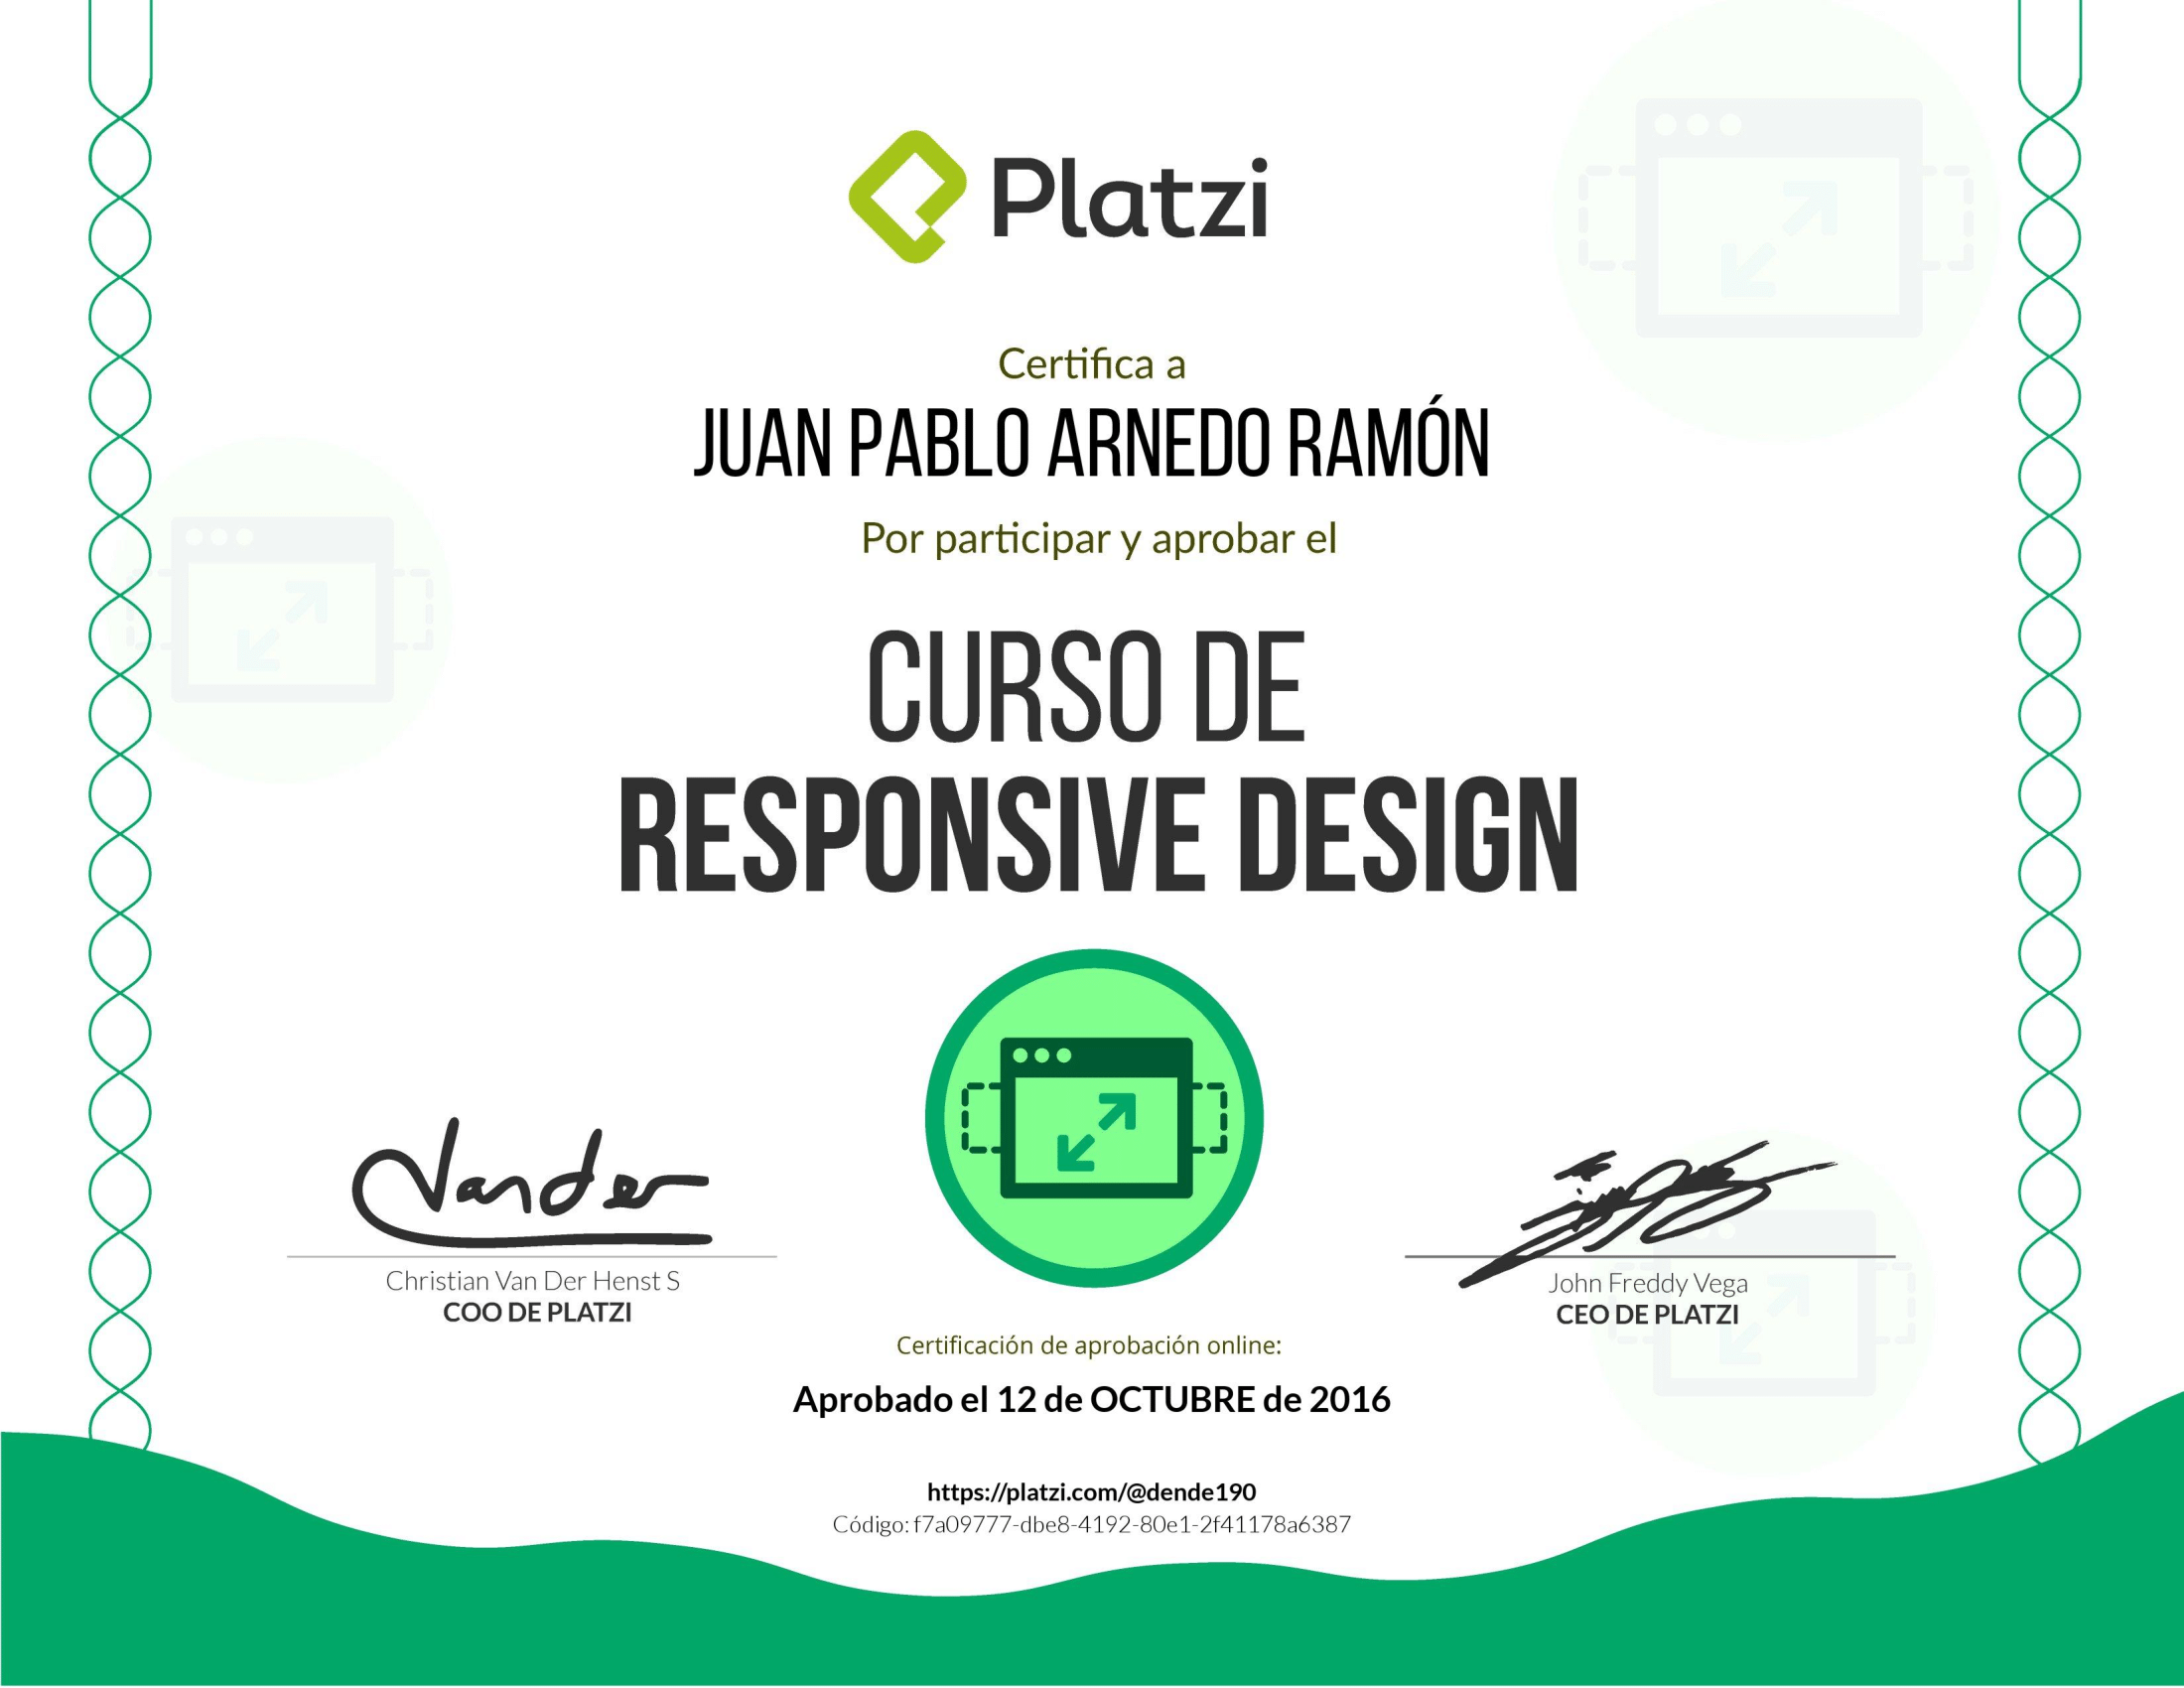 Platzi
Certifica a
JUAN PABLO ARNEDO RAMÓN
Por participar y aprobar el
CURSO DE
RESPONSIVE DESIGN
Vander
Christian Van Der Henst S
COO DE PLATZI
John Freddy Vega
CEO DE PLATZI
Certificación de aprobación online:
Aprobado el 12 de OCTUBRE de 2016
https://platzi.com/@dende190
Código: f7a09777-dbe8-4192-80e1-2f41178a6387